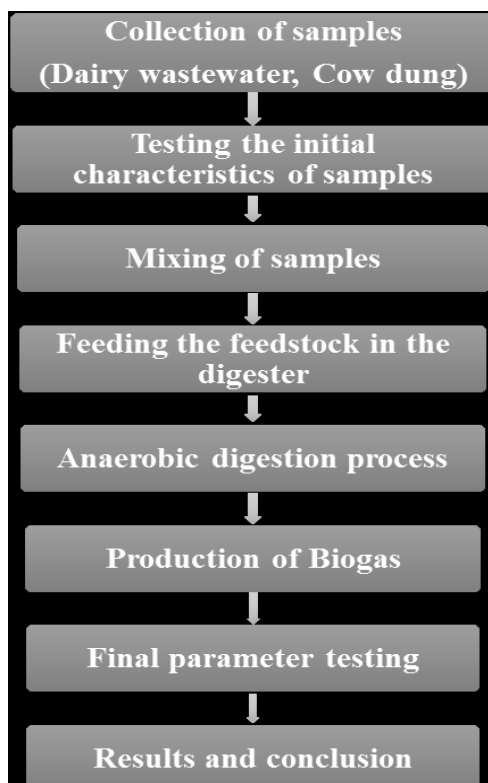 Collection of samples
(Dairy wastewater, Cow dung)
Testing the initial
characteristics of samples
Mixing of samples
Feeding the feedstock in the
digester
Anaerobic digestion process
Production of Biogas
Final parameter testing
Results and conclusion